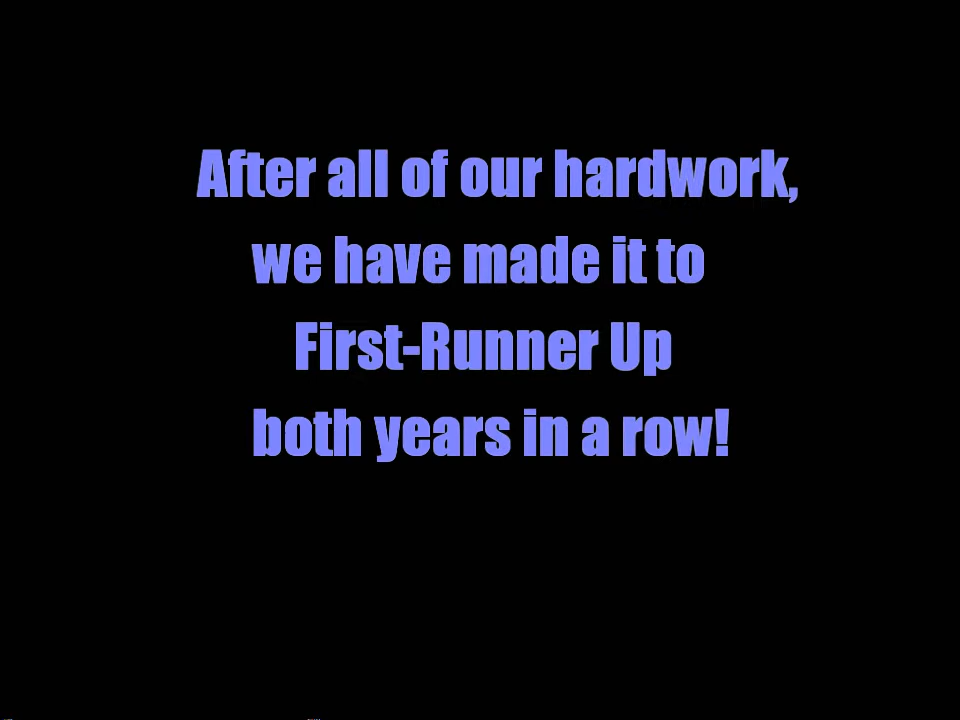 After all of our hardwork,
we have made it to
First-Runner Up
both years in a row!